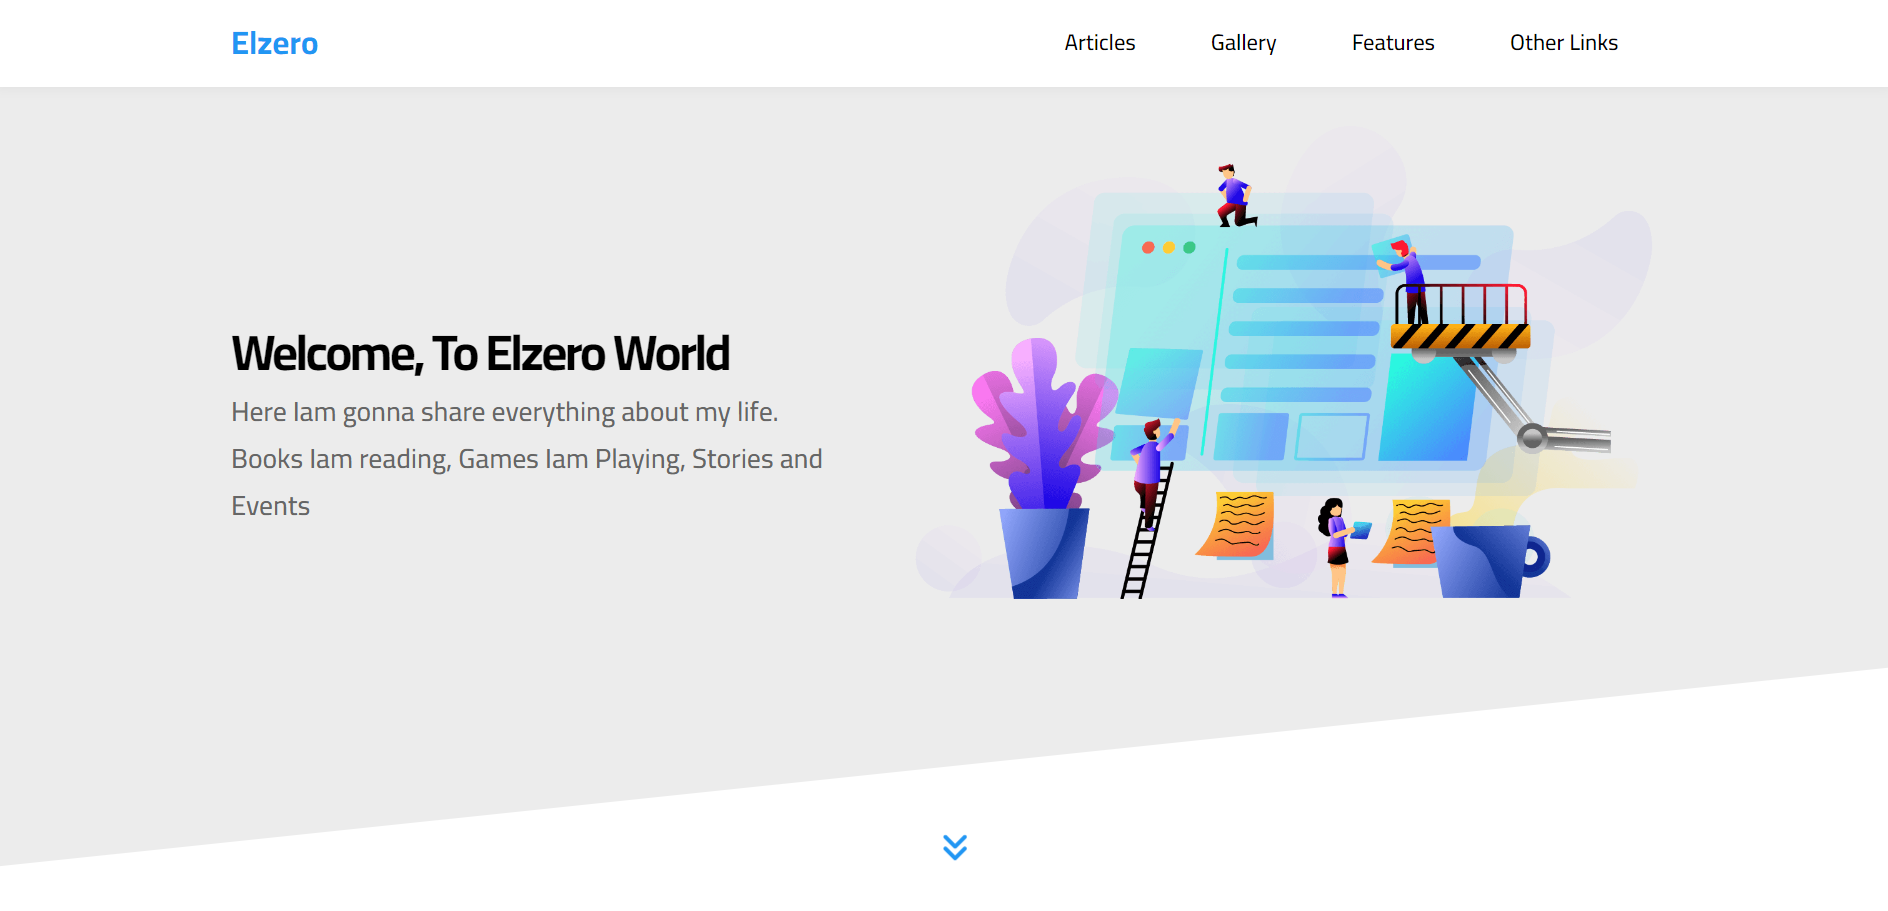 Elzero
Articles
Gallery
Features
Other Links
Welcome, To Elzero World
Here Iam gonna share everything about my life.
Books Iam reading, Games Iam Playing, Stories and
Events